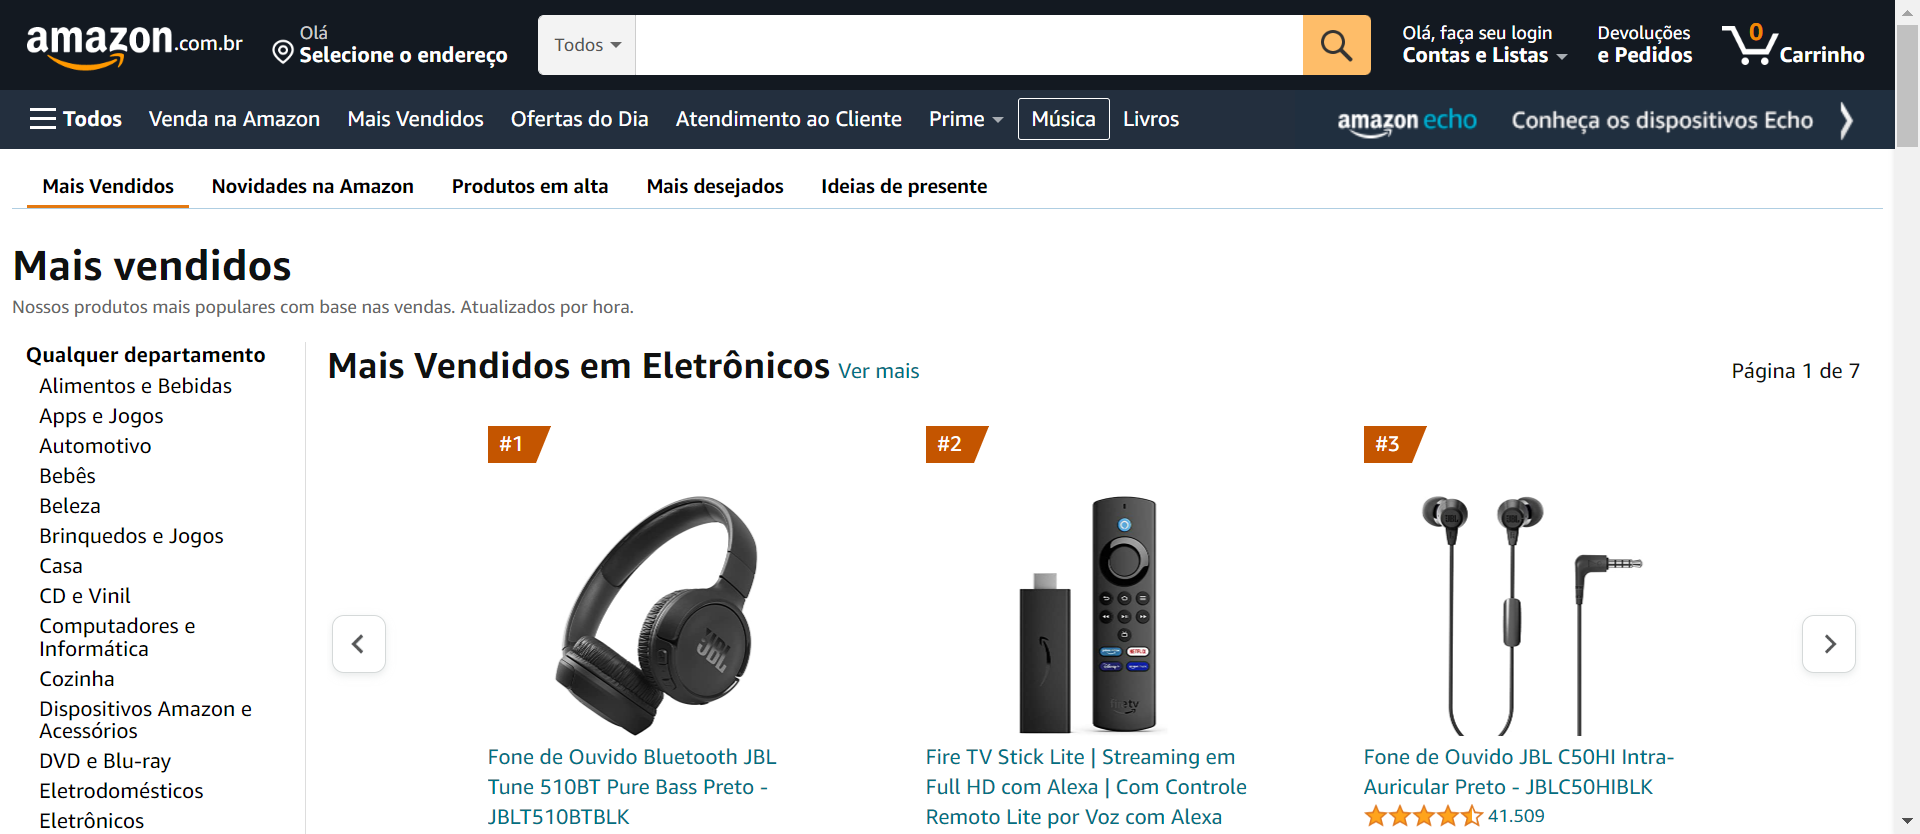 amazon.com.br
Olá
Selecione o endereço
Todos
Olá, faça seu login
Contas e Listas
Devoluções
e Pedidos
0
Carrinho
Todos
Venda na Amazon
Mais Vendidos
Ofertas do Dia
Atendimento ao Cliente
Prime
Música
Livros
amazon echo
Conheça os dispositivos Echo
Mais Vendidos
Novidades na Amazon
Produtos em alta
Mais desejados
Ideias de presente
Mais vendidos
Nossos produtos mais populares com base nas vendas. Atualizados por hora.
Qualquer departamento
Alimentos e Bebidas
Apps e Jogos
Automotivo
Bebês
Beleza
Brinquedos e Jogos
Casa
CD e Vinil
Computadores e
Informática
Cozinha
Dispositivos Amazon e
Acessórios
DVD e Blu-ray
Eletrodomésticos
Eletrônicos
Mais Vendidos em Eletrônicos Ver mais
Página 1 de 7
#1
JBL
Fone de Ouvido Bluetooth JBL
Tune 510BT Pure Bass Preto -
JBLT510BTBLK
#2
NETFLIX
fire tv
Fire TV Stick Lite | Streaming em
Full HD com Alexa | Com Controle
Remoto Lite por Voz com Alexa
#3
JBL
JBL
Fone de Ouvido JBL C50HI Intra-
Auricular Preto - JBLC50HIBLK
41.509